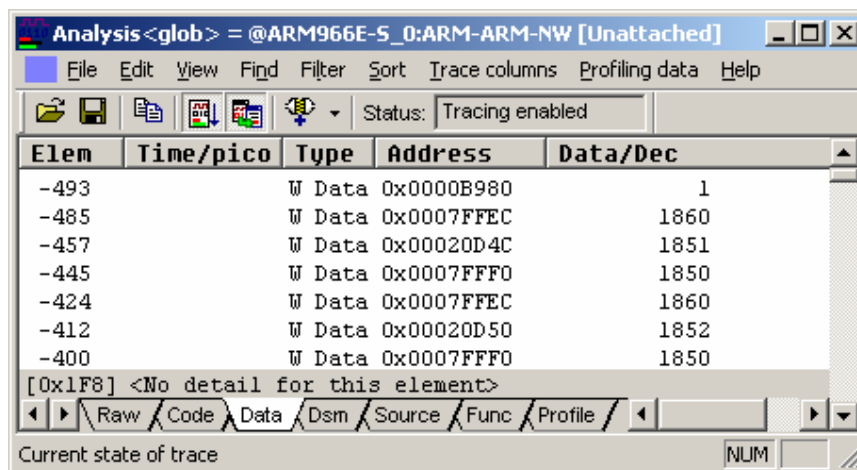 Analysis<glob> = @ARM966E-S_0:ARM-ARM-NW [Unattached]
File Edit View Find Filter Sort Trace columns Profiling data Help
Status: Tracing enabled
Elem Time/pico Type Address Data/Dec
-493 W Data 0x0000B980 1
-485 W Data 0x0007FFEC 1860
-457 W Data 0x00020D4C 1851
-445 W Data 0x0007FFF0 1850
-424 W Data 0x0007FFEC 1860
-412 W Data 0x00020D50 1852
-400 W Data 0x0007FFF0 1850
[0x1F8] <No detail for this element>
Raw Code Data Dsm Source Func Profile
Current state of trace NUM